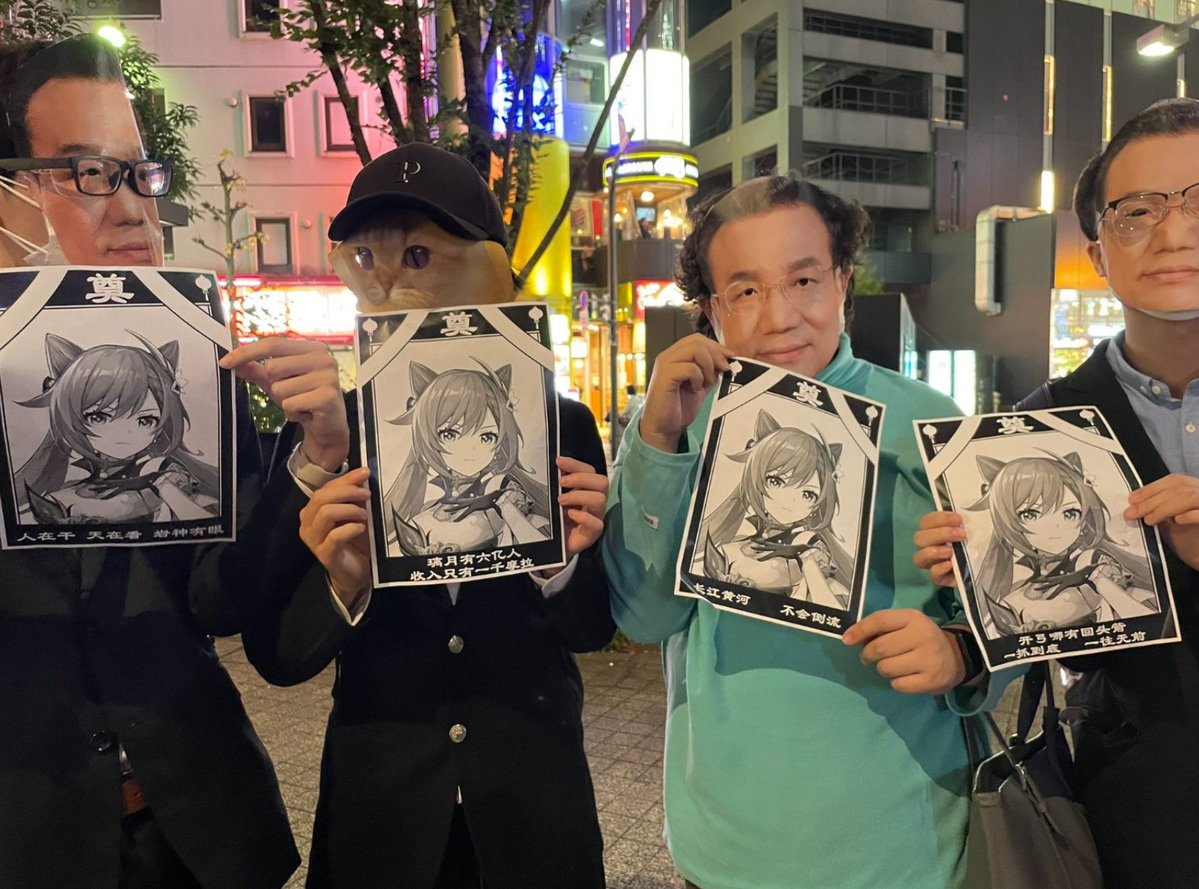 奠
人在干 天在看 岩神有眼
P
奠
璃月有六亿人
收入只有一千摩拉
奠
长江黄河 不会倒流
奠
开弓哪有回头箭
一抓到底 一往无前